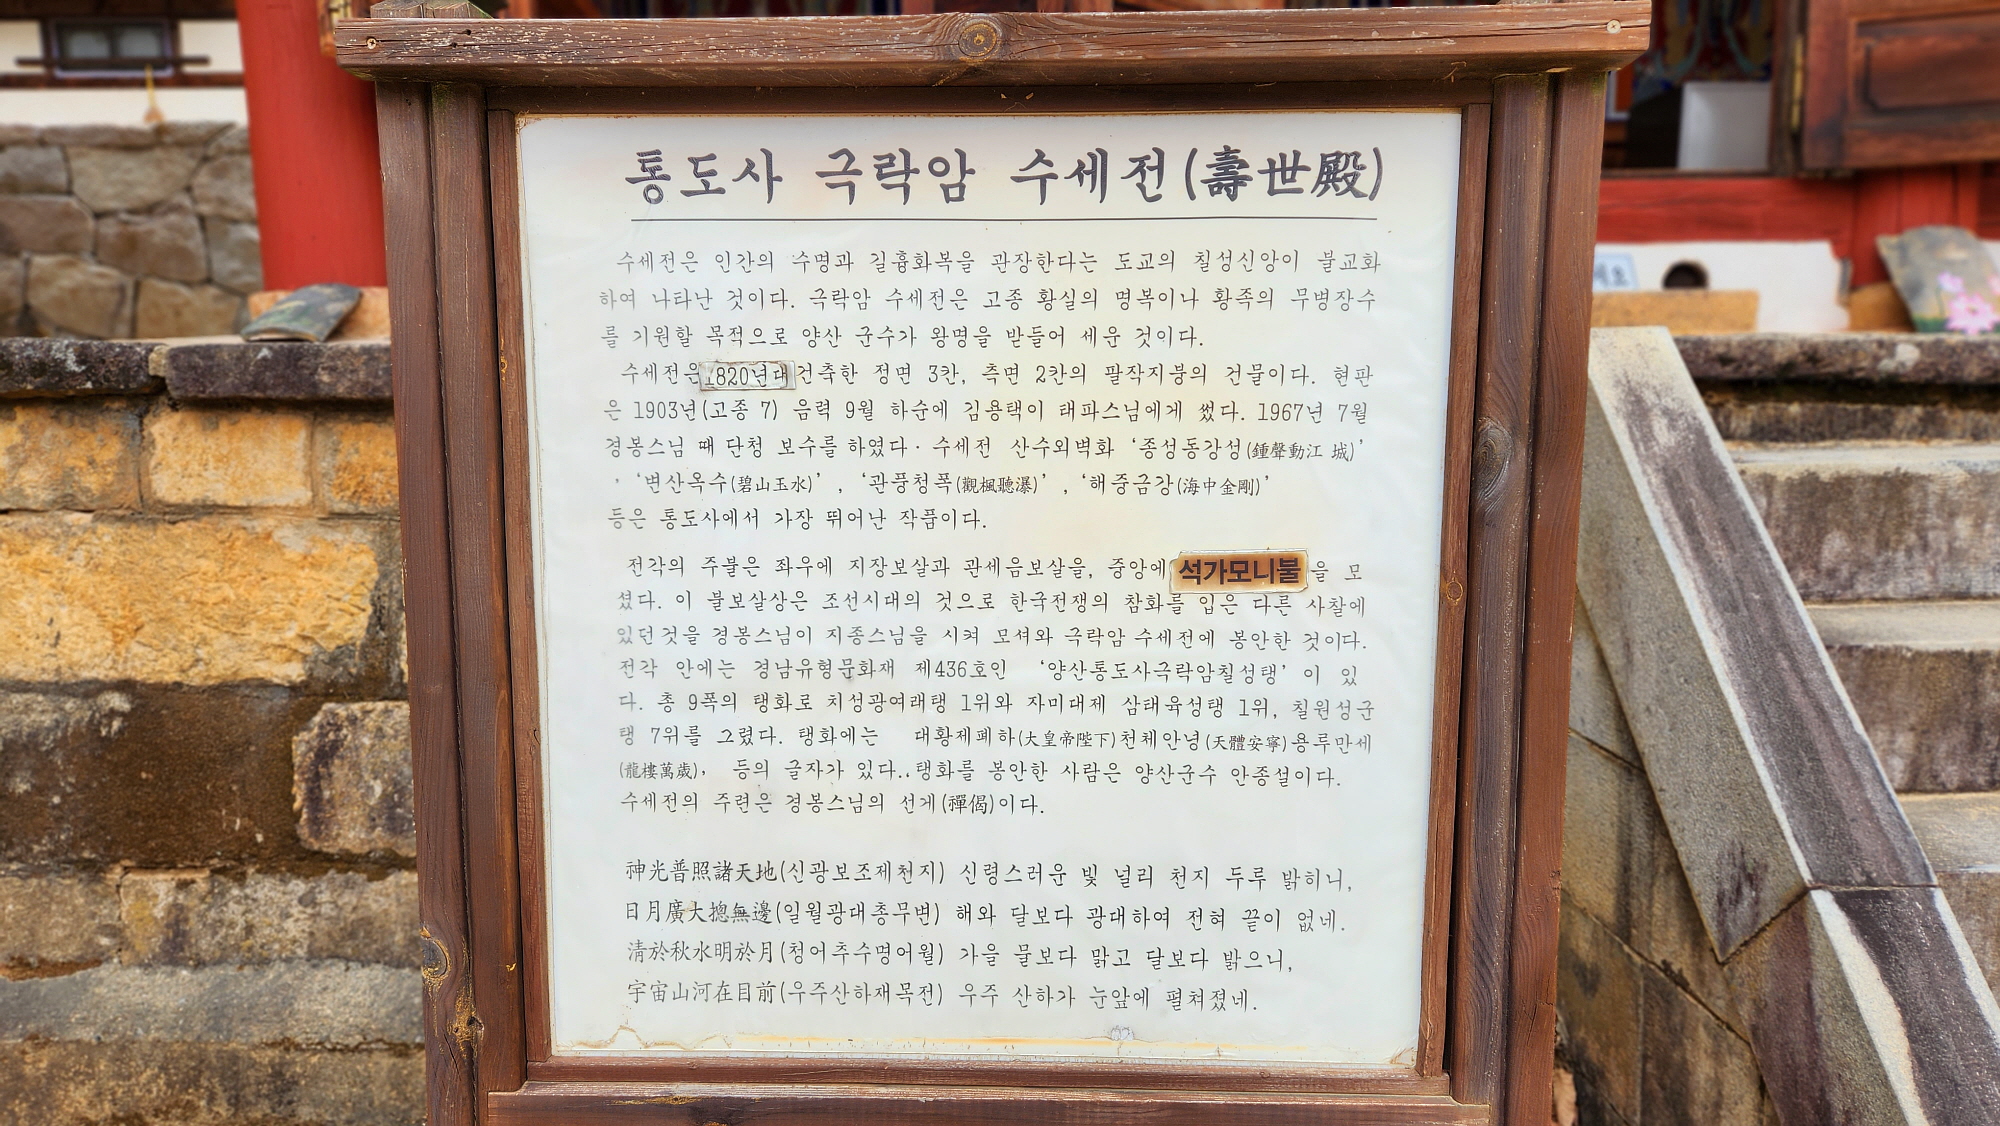 통도사 극락암 수세전(壽世殿)
수세전은 인간의 수명과 길흉화복을 관장한다는 도교의 칠성신앙이 불교화
하여 나타난 것이다. 극락암 수세전은 고종 황실의 명복이나 황족의 무병장수
를 기원할 목적으로 양산 군수가 왕명을 받들어 세운 것이다.
수세전은 1820년대 건축한 정면 3칸, 측면 2칸의 팔작지붕의 건물이다. 현판
은 1903년(고종 7) 음력 9월 하순에 김용택이 태파스님에게 썼다. 1967년 7월
경봉스님 때 단청 보수를 하였다· 수세전 산수외벽화 ‘종성동강성(鍾聲動江 城)’
, ‘변산옥수(碧山玉水)’, ‘관풍청폭(觀楓聽瀑)’, ‘해중금강(海中金剛)’
등은 통도사에서 가장 뛰어난 작품이다.
전각의 주불은 좌우에 지장보살과 관세음보살을, 중앙에 석가모니불을 모
셨다. 이 불보살상은 조선시대의 것으로 한국전쟁의 참화를 입은 다른 사찰에
있던것을 경봉스님이 지종스님을 시켜 모셔와 극락암 수세전에 봉안한 것이다.
전각 안에는 경남유형문화재 제436호인 ‘양산통도사극락암칠성탱’ 이 있
다. 총 9폭의 탱화로 치성광여래탱 1위와 자미대제 삼태육성탱 1위, 칠원성군
탱 7위를 그렸다. 탱화에는 대황제폐하(大皇帝陛下)천체안녕(天體安寧)용루만세
(龍樓萬歲), 등의 글자가 있다..탱화를 봉안한 사람은 양산군수 안종설이다.
수세전의 주련은 경봉스님의 선게(禪偈)이다.
神光普照諸天地(신광보조제천지) 신령스러운 빛 널리 천지 두루 밝히니,
日月廣大摠無邊(일월광대총무변) 해와 달보다 광대하여 전혀 끝이 없네.
淸於秋水明於月(청어추수명어월) 가을 물보다 맑고 달보다 밝으니,
宇宙山河在目前(우주산하재목전) 우주 산하가 눈앞에 펼쳐졌네.